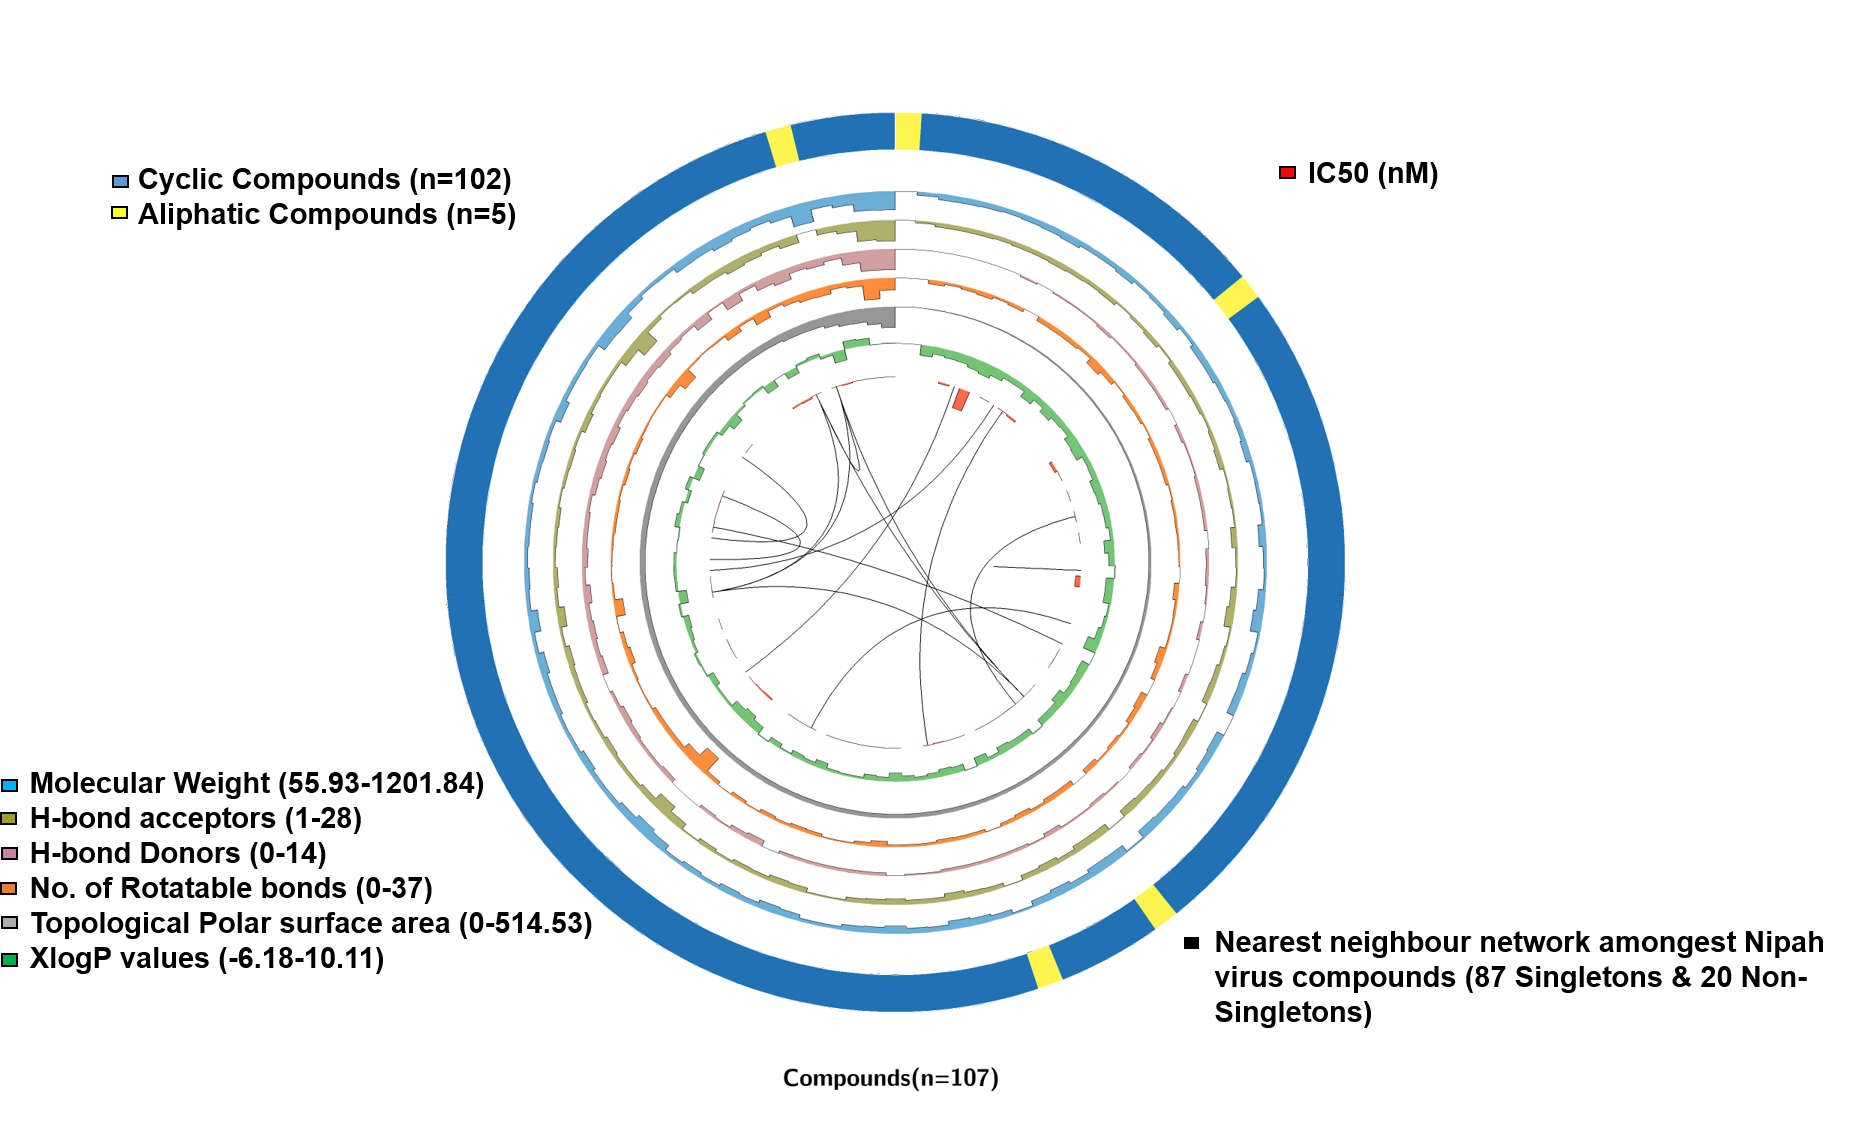 Cyclic Compounds (n=102)
Aliphatic Compounds (n=5)
IC50 (nM)
Molecular Weight (55.93-1201.84)
H-bond acceptors (1-28)
H-bond Donors (0-14)
No. of Rotatable bonds (0-37)
Topological Polar surface area (0-514.53)
XlogP values (-6.18-10.11)
Nearest neighbour network amongest Nipah
virus compounds (87 Singletons & 20 Non-
Singletons)
Compounds(n=107)